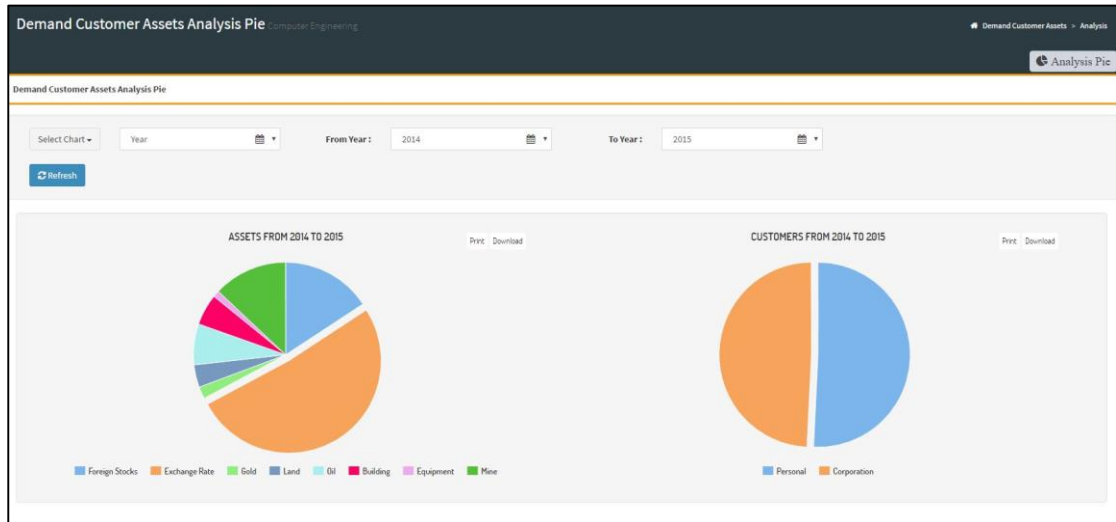 Demand Customer Assets Analysis Pie Computer Engineering
Demand Customer Assets > Analysis
Analysis Pie
Demand Customer Assets Analysis Pie
Select Chart Year From Year : 2014 To Year : 2015
Refresh
ASSETS FROM 2014 TO 2015 Print Download
CUSTOMERS FROM 2014 TO 2015 Print Download
Foreign Stocks Exchange Rate Gold Land Oil Building Equipment Mine
Personal Corporation